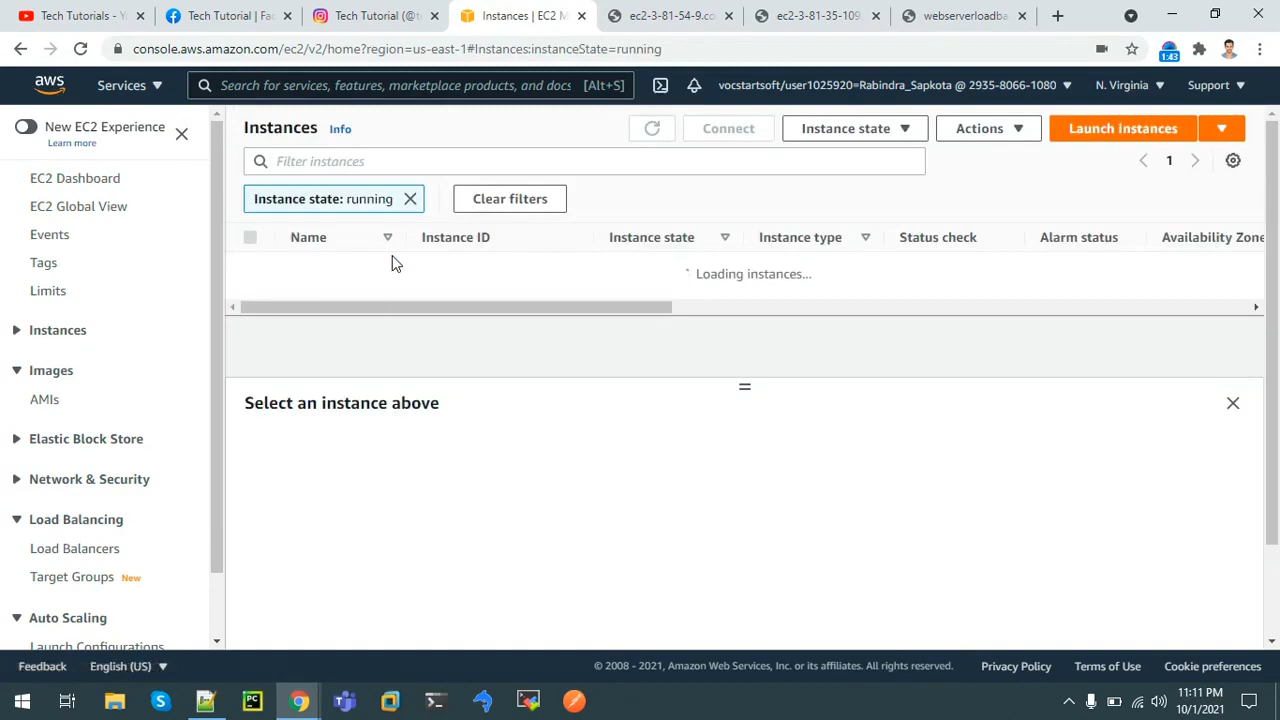 Tech Tutorials - Y
Tech Tutorial | Fac
Tech Tutorial (@t
Instances | EC2 M
ec2-3-81-54-9.co
ec2-3-81-35-109.
webserverloadba
console.aws.amazon.com/ec2/v2/home?region=us-east-1#Instances:instanceState=running
1:43
aws
Services
Search for services, features, marketplace products, and docs
[Alt+S]
vocstartsoft/user1025920=Rabindra_Sapkota @ 2935-8066-1080
N. Virginia
Support
New EC2 Experience
Learn more
EC2 Dashboard
EC2 Global View
Events
Tags
Limits
Instances
Images
AMIs
Elastic Block Store
Network & Security
Load Balancing
Load Balancers
Target Groups New
Auto Scaling
Launch Configurations
Instances Info
Connect
Instance state
Actions
Launch instances
Filter instances
1
Instance state: running
Clear filters
Name
Instance ID
Instance state
Instance type
Status check
Alarm status
Availability Zone
Loading instances...
Select an instance above
Feedback
English (US)
© 2008 - 2021, Amazon Web Services, Inc. or its affiliates. All rights reserved.
Privacy Policy
Terms of Use
Cookie preferences
PC
11:11 PM
10/1/2021